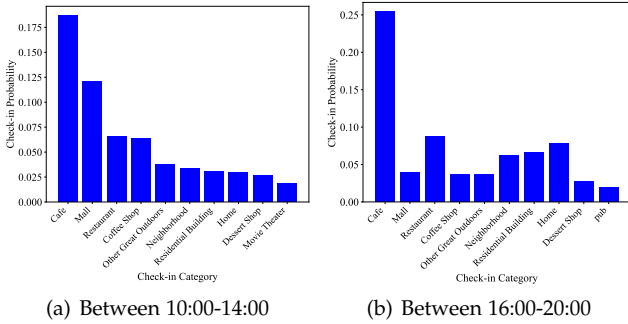 0.175
0.150
0.125
0.100
0.075
0.050
0.025
0.000
Check-in Probability
Cafe
Mall
Restaurant
Coffee Shop
Other Great Outdoors
Neighborhood
Residential Building
Home
Dessert Shop
Movie Theater
Check-in Category
(a) Between 10:00-14:00
0.25
0.20
0.15
0.10
0.05
0.00
Check-in Probability
Cafe
Mall
Restaurant
Coffee Shop
Other Great Outdoors
Neighborhood
Residential Building
Home
Dessert Shop
pub
Check-in Category
(b) Between 16:00-20:00